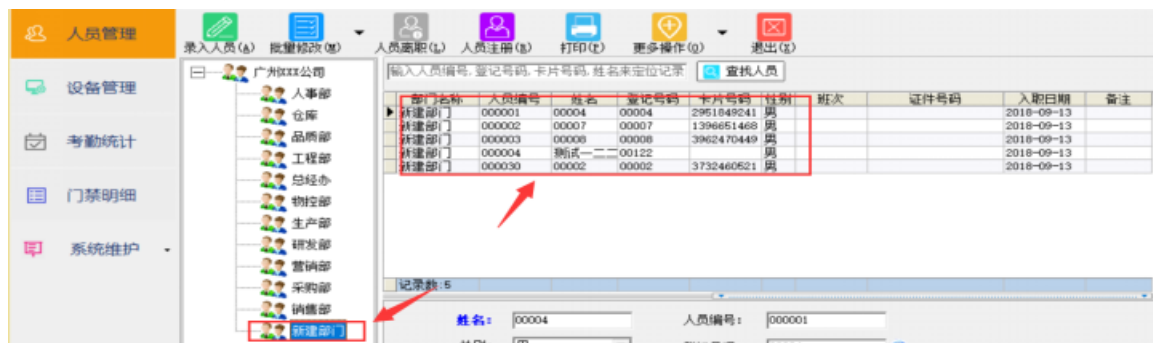 人员管理
设备管理
考勤统计
门禁明细
系统维护
录入人员(A) 批量修改(M) 人员离职(L) 人员注册(R) 打印(P) 更多操作(O) 退出(X)
广州XXX公司
人事部
仓库
品质部
工程部
总经办
物控部
生产部
研发部
营销部
采购部
销售部
新建部门
输入人员编号,登记号码,卡片号码,姓名来定位记录 查找人员
部门名称 人员编号 姓名 登记号码 卡片号码 性别 班次 证件号码 入职日期 备注
新建部门 000001 00004 00004 2951849241 男 2018-09-13
新建部门 000002 00007 00007 1396651468 男 2018-09-13
新建部门 000003 00008 00008 3962470449 男 2018-09-13
新建部门 000004 测试一二二 00122 男 2018-09-13
新建部门 000030 00002 00002 3732460521 男 2018-09-13
记录数:5
姓名: 00004 人员编号: 000001